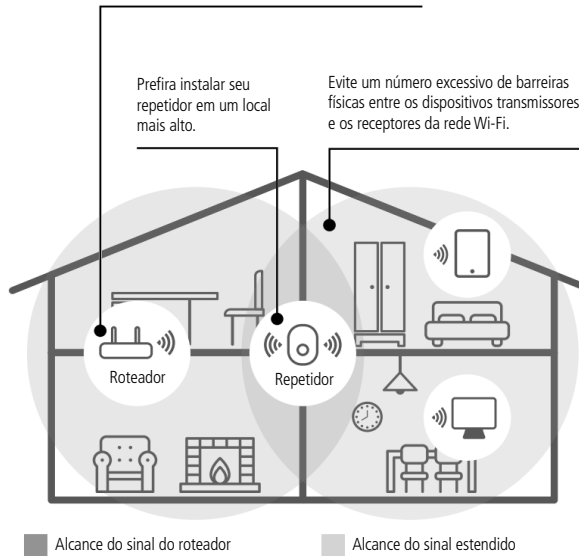 Prefira instalar seu
repetidor em um local
mais alto.
Evite um número excessivo de barreiras
físicas entre os dispositivos transmissores
e os receptores da rede Wi-Fi.
Roteador
Repetidor
Alcance do sinal do roteador
Alcance do sinal estendido